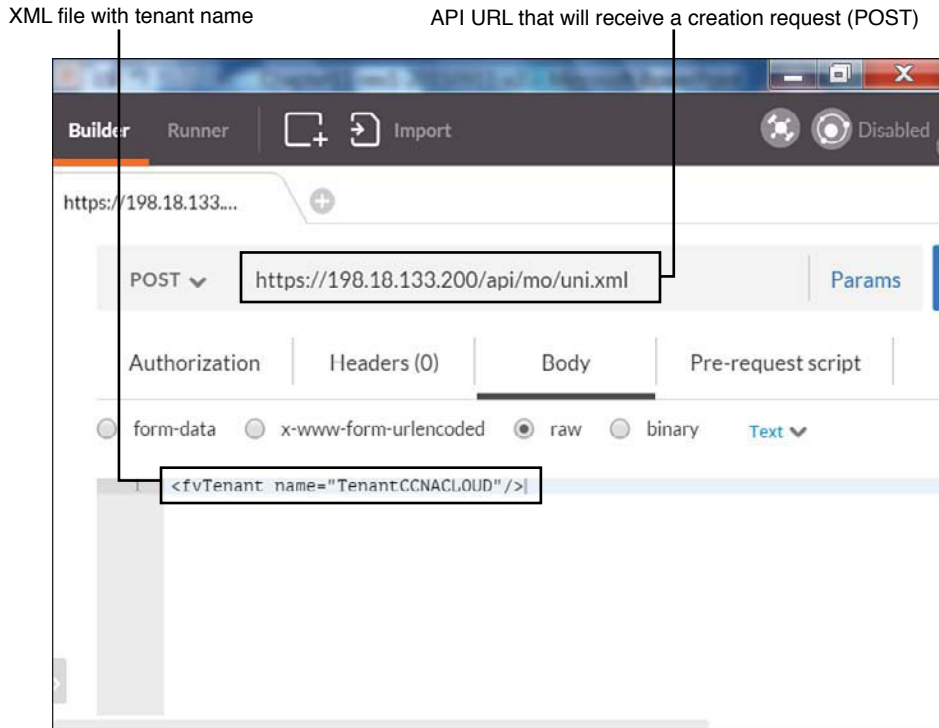 XML file with tenant name
API URL that will receive a creation request (POST)
Builder Runner Import Disabled
https://198.18.133....
POST https://198.18.133.200/api/mo/uni.xml Params
Authorization Headers (0) Body Pre-request script
form-data x-www-form-urlencoded raw binary Text
1 <fvTenant name="TenantCCNACLOUD"/>